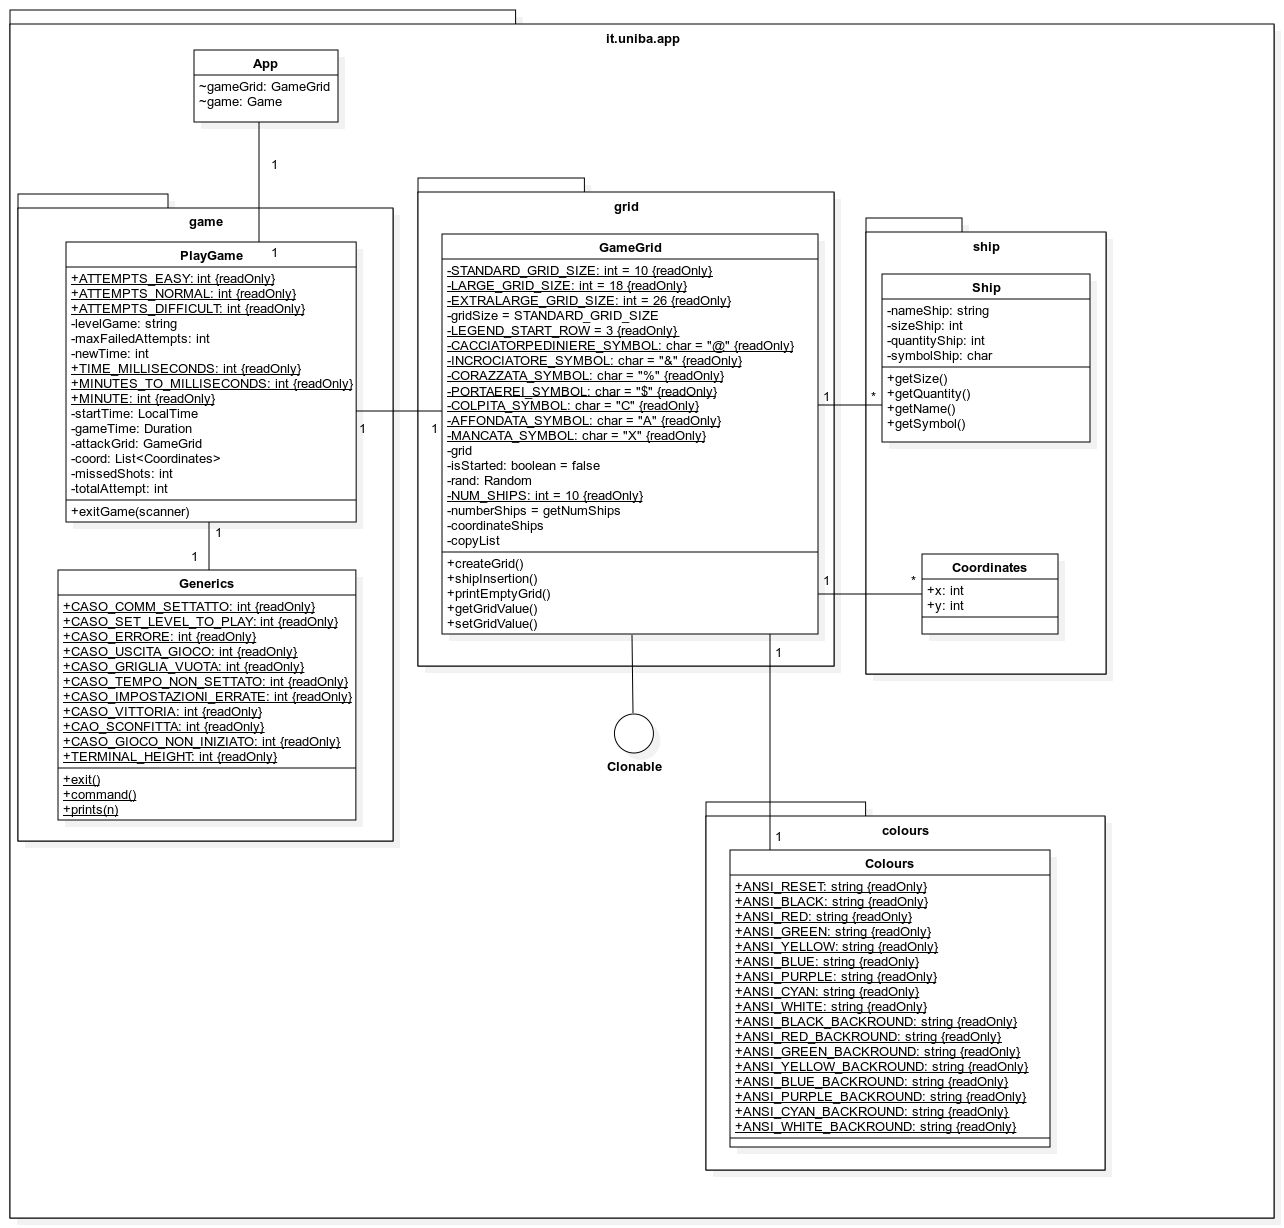 it.uniba.app
App
~gameGrid: GameGrid
~game: Game
1
game
1
PlayGame
+ATTEMPTS_EASY: int {readOnly}
+ATTEMPTS_NORMAL: int {readOnly}
+ATTEMPTS_DIFFICULT: int {readOnly}
-levelGame: string
-maxFailedAttempts: int
-newTime: int
+TIME_MILLISECONDS: int {readOnly}
+MINUTES_TO_MILLISECONDS: int {readOnly}
+MINUTE: int {readOnly}
-startTime: LocalTime
-gameTime: Duration
-attackGrid: GameGrid
-coord: List<Coordinates>
-missedShots: int
-totalAttempt: int
+exitGame(scanner)
1
1
1
1
Generics
+CASO_COMM_SETTATTO: int {readOnly}
+CASO_SET_LEVEL_TO_PLAY: int {readOnly}
+CASO_ERRORE: int {readOnly}
+CASO_USCITA_GIOCO: int {readOnly}
+CASO_GRIGLIA_VUOTA: int {readOnly}
+CASO_TEMPO_NON_SETTATO: int {readOnly}
+CASO_IMPOSTAZIONI_ERRATE: int {readOnly}
+CASO_VITTORIA: int {readOnly}
+CAO_SCONFITTA: int {readOnly}
+CASO_GIOCO_NON_INIZIATO: int {readOnly}
+TERMINAL_HEIGHT: int {readOnly}
+exit()
+command()
+prints(n)
grid
GameGrid
-STANDARD_GRID_SIZE: int = 10 {readOnly}
-LARGE_GRID_SIZE: int = 18 {readOnly}
-EXTRALARGE_GRID_SIZE: int = 26 {readOnly}
-gridSize = STANDARD_GRID_SIZE
-LEGEND_START_ROW = 3 {readOnly}
-CACCIATORPEDINIERE_SYMBOL: char = "@" {readOnly}
-INCROCIATORE_SYMBOL: char = "&" {readOnly}
-CORAZZATA_SYMBOL: char = "%" {readOnly}
-PORTAEREI_SYMBOL: char = "$" {readOnly}
-COLPITA_SYMBOL: char = "C" {readOnly}
-AFFONDATA_SYMBOL: char = "A" {readOnly}
-MANCATA_SYMBOL: char = "X" {readOnly}
-grid
-isStarted: boolean = false
-rand: Random
-NUM_SHIPS: int = 10 {readOnly}
-numberShips = getNumShips
-coordinateShips
-copyList
+createGrid()
+shipInsertion()
+printEmptyGrid()
+getGridValue()
+setGridValue()
1
*
1
*
ship
Ship
-nameShip: string
-sizeShip: int
-quantityShip: int
-symbolShip: char
+getSize()
+getQuantity()
+getName()
+getSymbol()
Coordinates
+x: int
+y: int
1
Clonable
colours
1
Colours
+ANSI_RESET: string {readOnly}
+ANSI_BLACK: string {readOnly}
+ANSI_RED: string {readOnly}
+ANSI_GREEN: string {readOnly}
+ANSI_YELLOW: string {readOnly}
+ANSI_BLUE: string {readOnly}
+ANSI_PURPLE: string {readOnly}
+ANSI_CYAN: string {readOnly}
+ANSI_WHITE: string {readOnly}
+ANSI_BLACK_BACKROUND: string {readOnly}
+ANSI_RED_BACKROUND: string {readOnly}
+ANSI_GREEN_BACKROUND: string {readOnly}
+ANSI_YELLOW_BACKROUND: string {readOnly}
+ANSI_BLUE_BACKROUND: string {readOnly}
+ANSI_PURPLE_BACKROUND: string {readOnly}
+ANSI_CYAN_BACKROUND: string {readOnly}
+ANSI_WHITE_BACKROUND: string {readOnly}